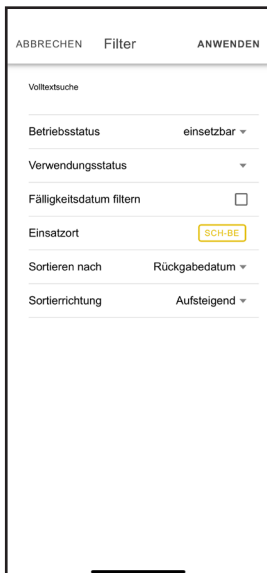 ABBRECHEN Filter ANWENDEN
Volltextsuche
Betriebsstatus einsetzbar
Verwendungsstatus
Fälligkeitsdatum filtern
Einsatzort SCH-BE
Sortieren nach Rückgabedatum
Sortierrichtung Aufsteigend